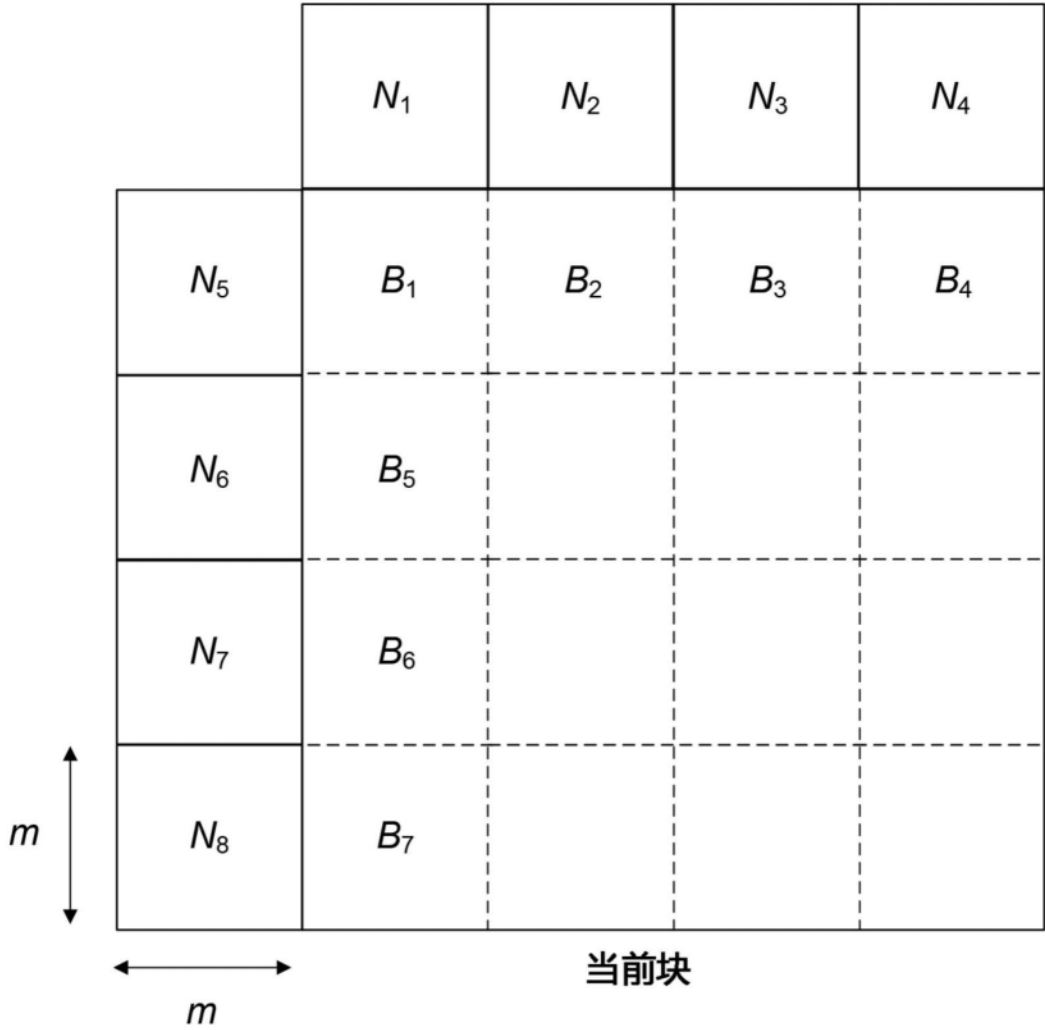 N₁ N₂ N₃ N₄
N₅ B₁ B₂ B₃ B₄
N₆ B₅
N₇ B₆
m N₈ B₇
当前块
m